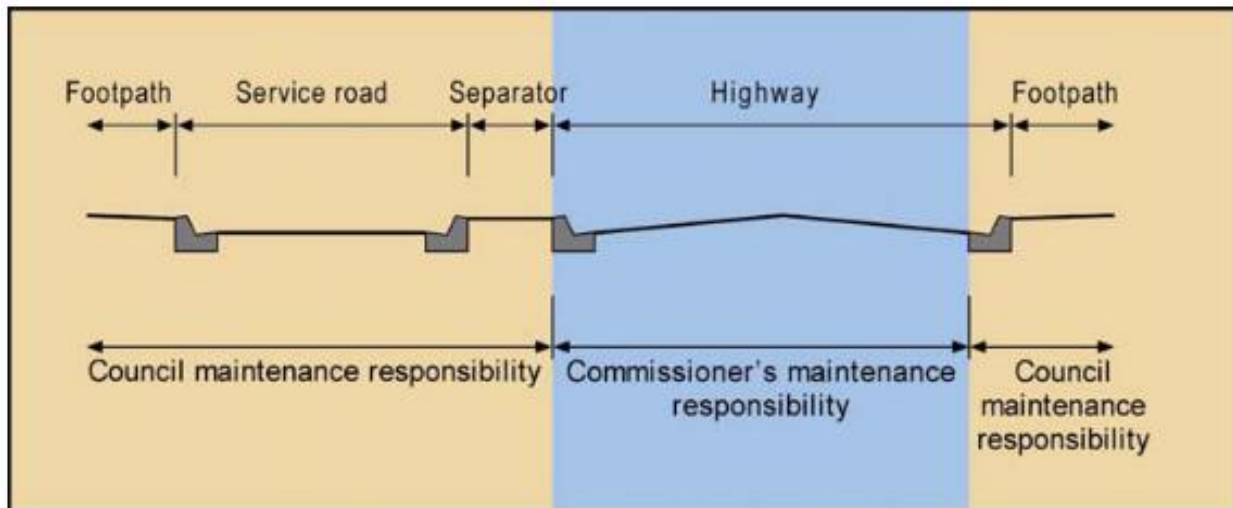 Footpath Service road Separator Highway Footpath
Council maintenance responsibility
Commissioner's maintenance
responsibility
Council
maintenance
responsibility